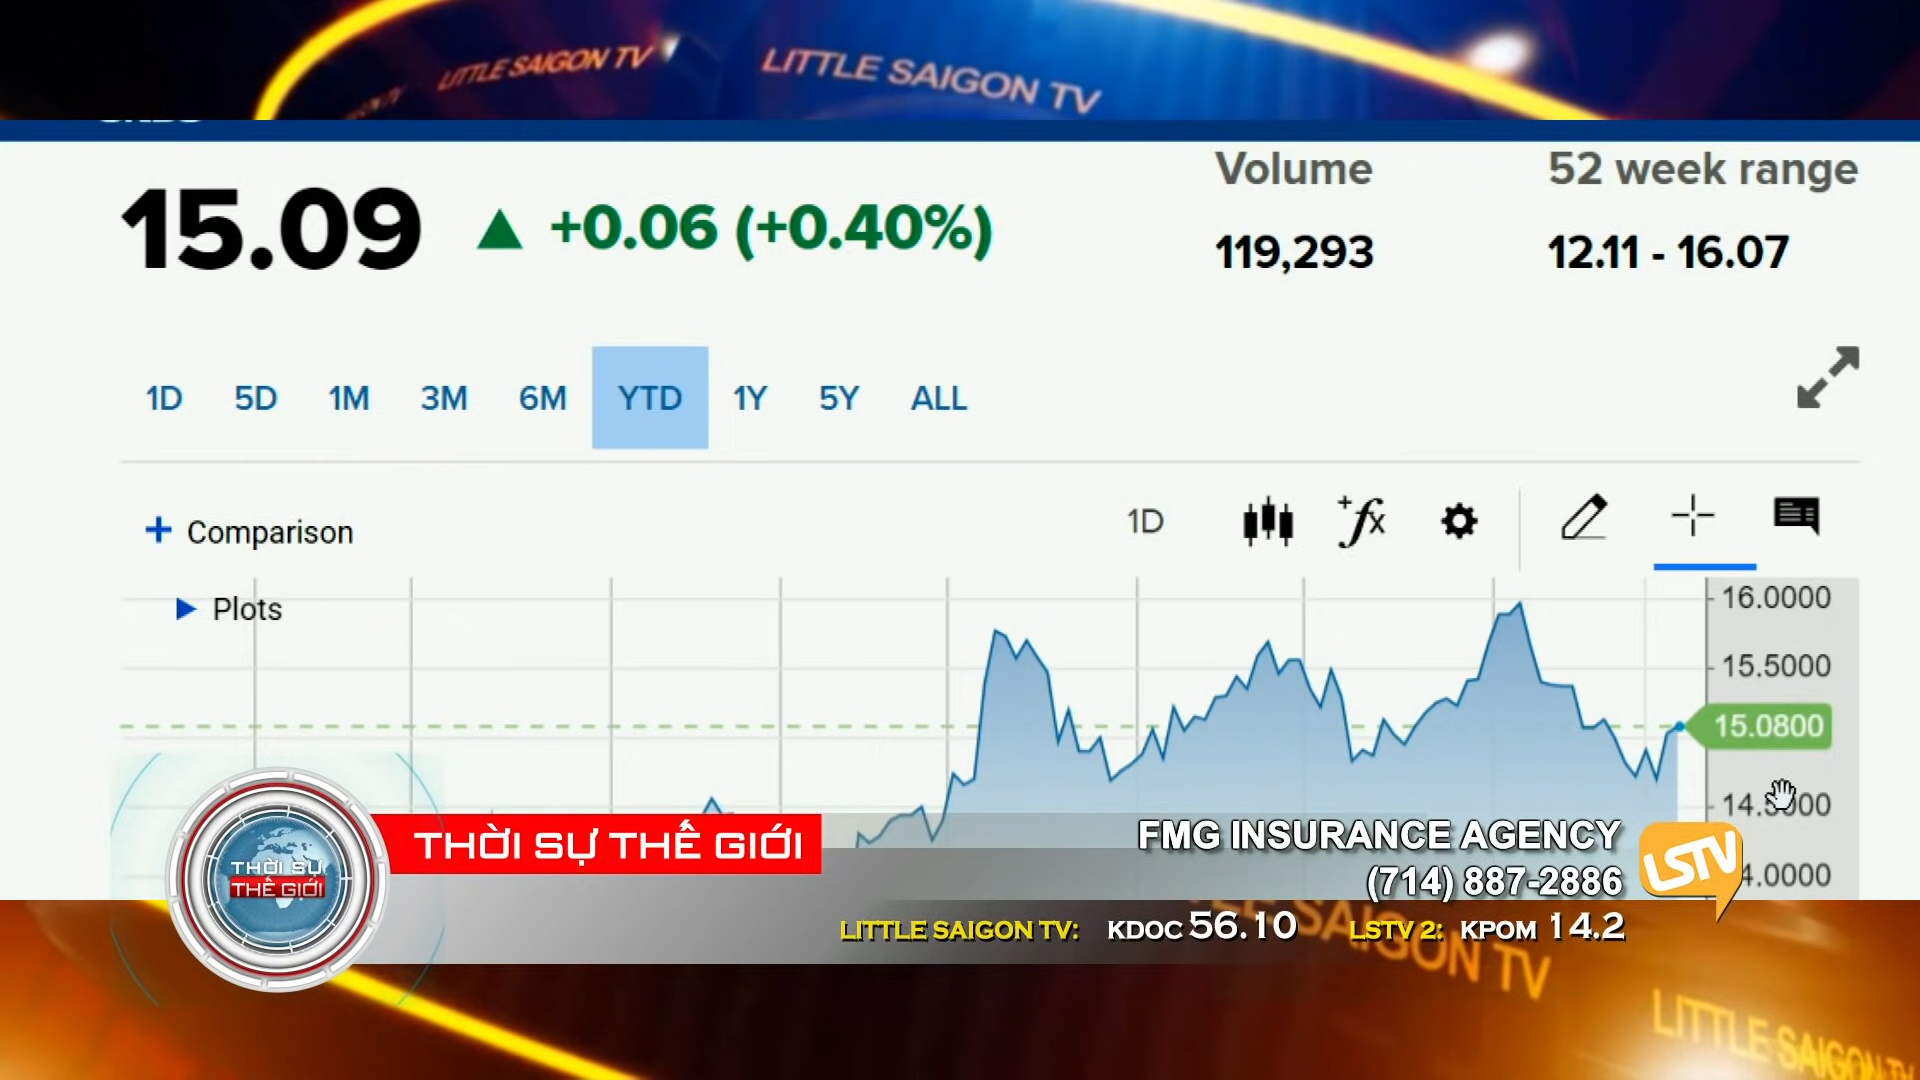 LITTLE SAIGON TV
LITTLE SAIGON TV
15.09 ▲ +0.06 (+0.40%)
Volume
119,293
52 week range
12.11 - 16.07
1D 5D 1M 3M 6M YTD 1Y 5Y ALL
+ Comparison
1D
Plots
16.0000
15.5000
15.0800
THỜI SỰ THẾ GIỚI
THỜI SỰ
THẾ GIỚI
FMG INSURANCE AGENCY
(714) 887-2886
LSTV
LITTLE SAIGON TV: KDOC 56.10 LSTV 2: KPOM 14.2
SAIGON TV
LITTLE SAIGON TV